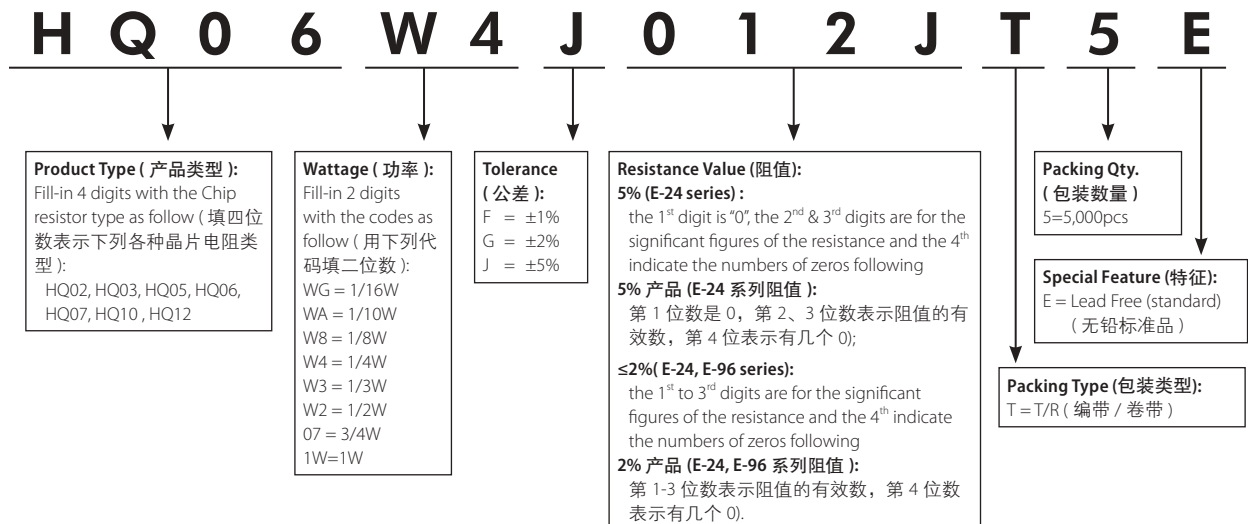 H Q 0 6 W 4 J 0 1 2 J T 5 E
Product Type ( 产品类型 ):
Fill-in 4 digits with the Chip
resistor type as follow ( 填四位
数表示下列各种晶片电阻类
型 ):
HQ02, HQ03, HQ05, HQ06,
HQ07, HQ10 , HQ12
Wattage ( 功率 ):
Fill-in 2 digits
with the codes as
follow ( 用下列代
码填二位数 ):
WG = 1/16W
WA = 1/10W
W8 = 1/8W
W4 = 1/4W
W3 = 1/3W
W2 = 1/2W
07 = 3/4W
1W=1W
Tolerance
( 公差 ):
F = ±1%
G = ±2%
J = ±5%
Resistance Value (阻值):
5% (E-24 series) :
the 1st digit is "0", the 2nd & 3rd digits are for the
significant figures of the resistance and the 4th
indicate the numbers of zeros following
5% 产品 (E-24 系列阻值 ):
第 1 位数是 0，第 2、3 位数表示阻值的有
效数，第 4 位表示有几个 0);
≤2%( E-24, E-96 series):
the 1st to 3rd digits are for the significant
figures of the resistance and the 4th indicate
the numbers of zeros following
2% 产品 (E-24, E-96 系列阻值 ):
第 1-3 位数表示阻值的有效数，第 4 位数
表示有几个 0).
Packing Qty.
( 包装数量 )
5=5,000pcs
Special Feature (特征):
E = Lead Free (standard)
( 无铅标准品 )
Packing Type (包装类型):
T = T/R ( 编带 / 卷带 )